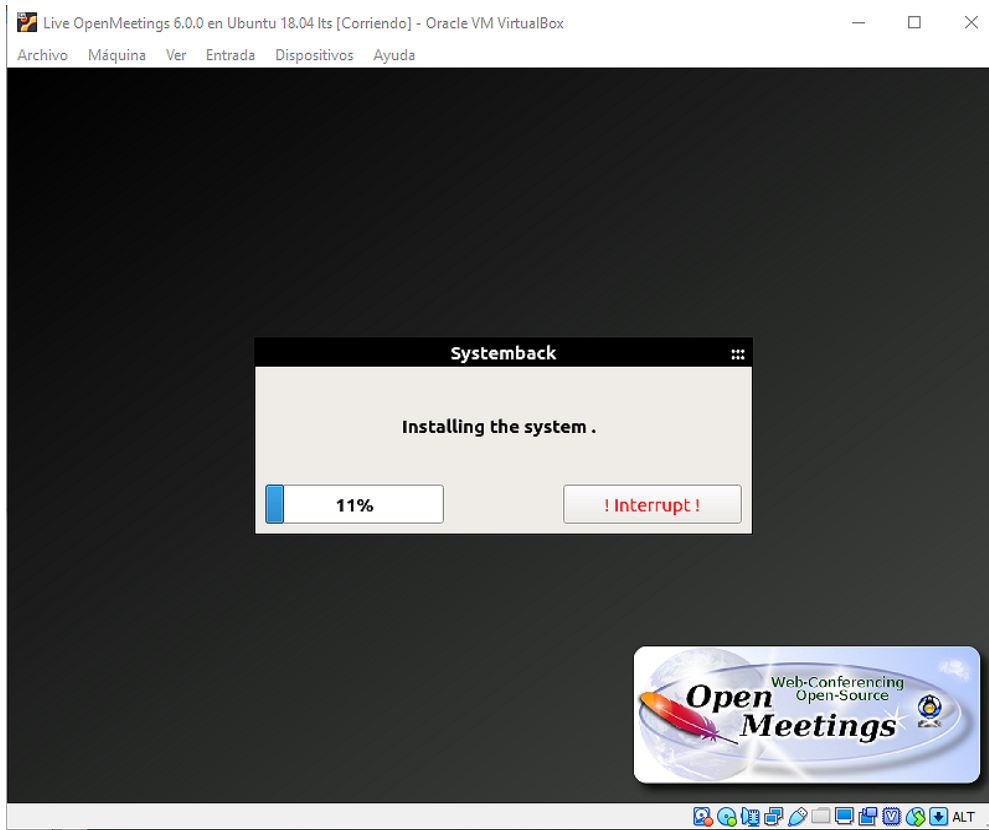 Live OpenMeetings 6.0.0 en Ubuntu 18.04 lts [Corriendo] - Oracle VM VirtualBox
Archivo Máquina Ver Entrada Dispositivos Ayuda
Systemback
Installing the system .
11% ! Interrupt !
Web-Conferencing
Open-Source
Open
Meetings
ALT